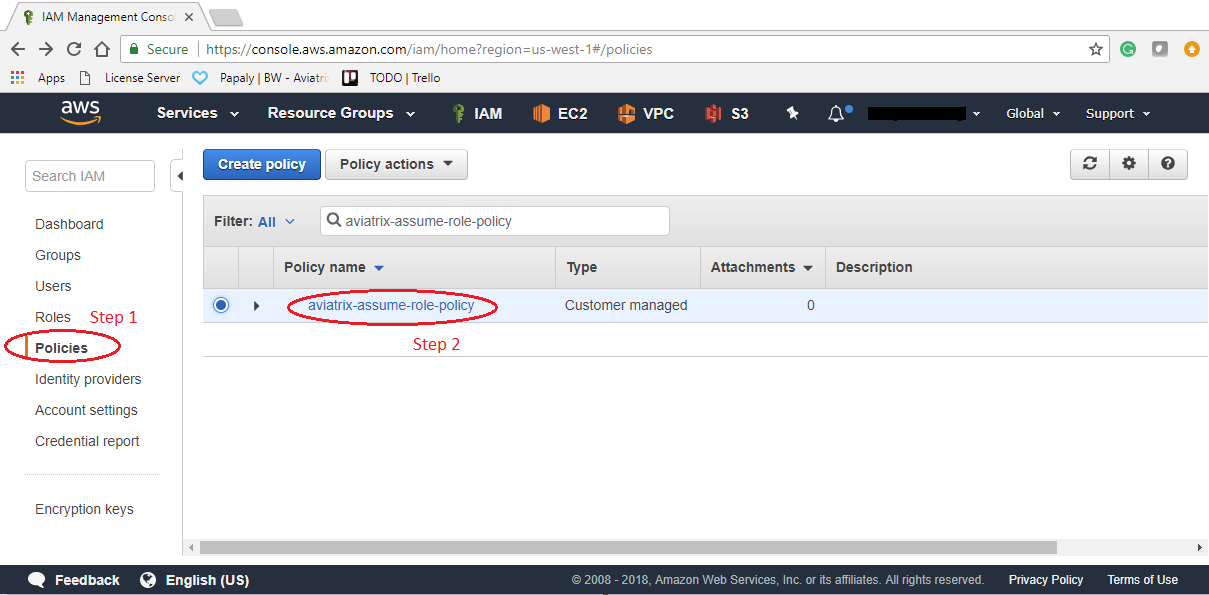 IAM Management Conso
Secure https://console.aws.amazon.com/iam/home?region=us-west-1#/policies
Apps License Server Papaly | BW - Aviatri TODO | Trello
aws Services Resource Groups IAM EC2 VPC S3 Global Support
Search IAM Create policy Policy actions
Dashboard
Groups
Users
Roles Step 1
Policies
Identity providers
Account settings
Credential report
Encryption keys
Filter: All aviatrix-assume-role-policy
Policy name Type Attachments Description
aviatrix-assume-role-policy Customer managed 0
Step 2
Feedback English (US) © 2008 - 2018, Amazon Web Services, Inc. or its affiliates. All rights reserved. Privacy Policy Terms of Use